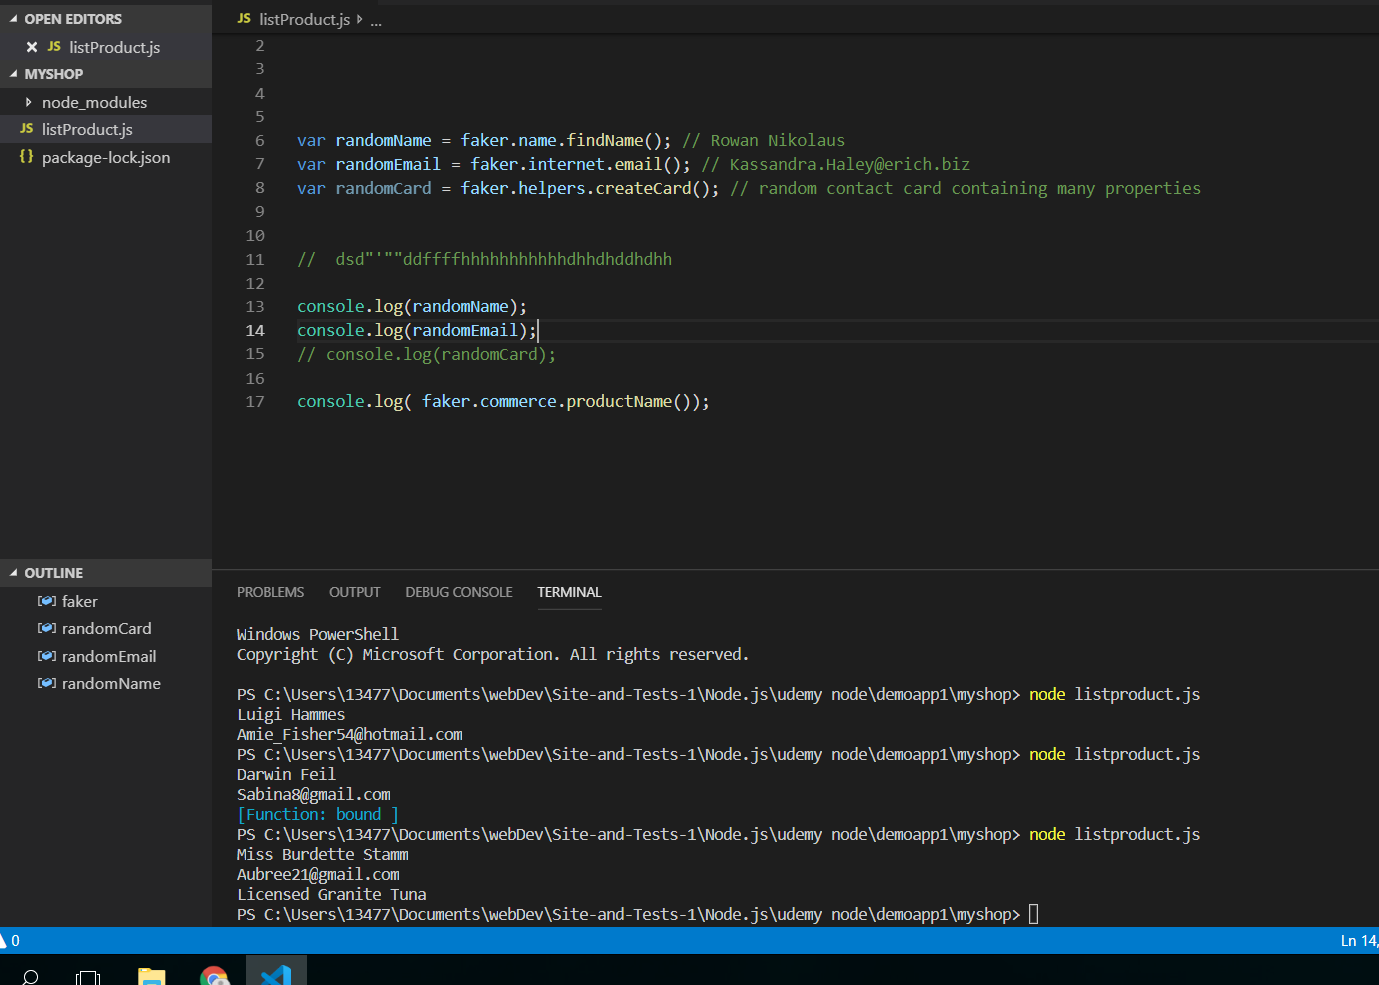 OPEN EDITORS
JS listProduct.js
MYSHOP
node_modules
JS listProduct.js
{} package-lock.json
OUTLINE
faker
randomCard
randomEmail
randomName
JS listProduct.js ...
2
3
4
5
6 var randomName = faker.name.findName(); // Rowan Nikolaus
7 var randomEmail = faker.internet.email(); // Kassandra.Haley@erich.biz
8 var randomCard = faker.helpers.createCard(); // random contact card containing many properties
9
10
11 // dsd"'""ddffffhhhhhhhhhhhdhhdhddhdhh
12
13 console.log(randomName);
14 console.log(randomEmail);
15 // console.log(randomCard);
16
17 console.log( faker.commerce.productName());
PROBLEMS OUTPUT DEBUG CONSOLE TERMINAL
Windows PowerShell
Copyright (C) Microsoft Corporation. All rights reserved.
PS C:\Users\13477\Documents\webDev\Site-and-Tests-1\Node.js\udemy node\demoapp1\myshop> node listproduct.js
Luigi Hammes
Amie_Fisher54@hotmail.com
PS C:\Users\13477\Documents\webDev\Site-and-Tests-1\Node.js\udemy node\demoapp1\myshop> node listproduct.js
Darwin Feil
Sabina8@gmail.com
[Function: bound ]
PS C:\Users\13477\Documents\webDev\Site-and-Tests-1\Node.js\udemy node\demoapp1\myshop> node listproduct.js
Miss Burdette Stamm
Aubree21@gmail.com
Licensed Granite Tuna
PS C:\Users\13477\Documents\webDev\Site-and-Tests-1\Node.js\udemy node\demoapp1\myshop>
0 Ln 14,